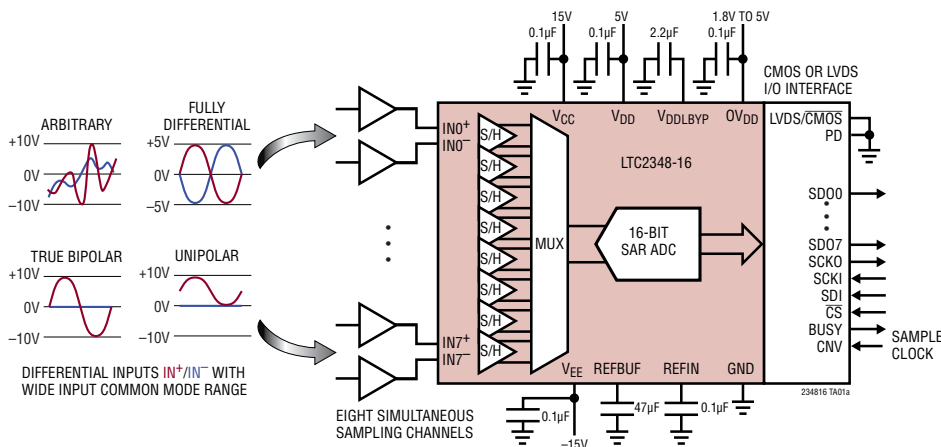 15V
5V
1.8V TO 5V
0.1µF
0.1µF
2.2µF
0.1µF
CMOS OR LVDS
I/O INTERFACE
ARBITRARY
FULLY
DIFFERENTIAL
+10V
0V
–10V
+5V
0V
–5V
TRUE BIPOLAR
UNIPOLAR
+10V
0V
–10V
+10V
0V
–10V
DIFFERENTIAL INPUTS IN+/IN– WITH
WIDE INPUT COMMON MODE RANGE
IN0+
IN0–
IN7+
IN7–
S/H
S/H
S/H
S/H
S/H
S/H
S/H
S/H
VCC
VDD
VDDLBYP
OVDD
LTC2348-16
MUX
16-BIT
SAR ADC
LVDS/CMOS
PD
SDO0
SDO7
SCKO
SCKI
SDI
CS
BUSY
CNV
SAMPLE
CLOCK
VEE
REFBUF
REFIN
GND
234816 TA01a
EIGHT SIMULTANEOUS
SAMPLING CHANNELS
0.1µF
47µF
0.1µF
–15V